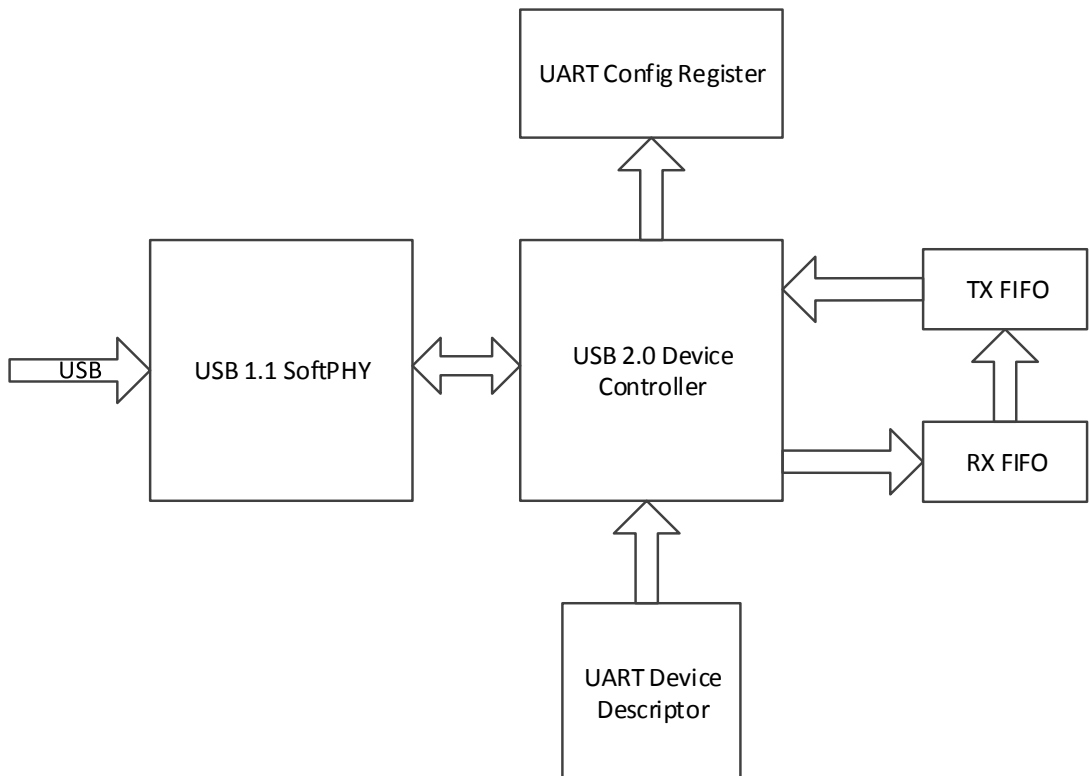 UART Config Register
TX FIFO
USB
USB 1.1 SoftPHY
USB 2.0 Device
Controller
RX FIFO
UART Device
Descriptor